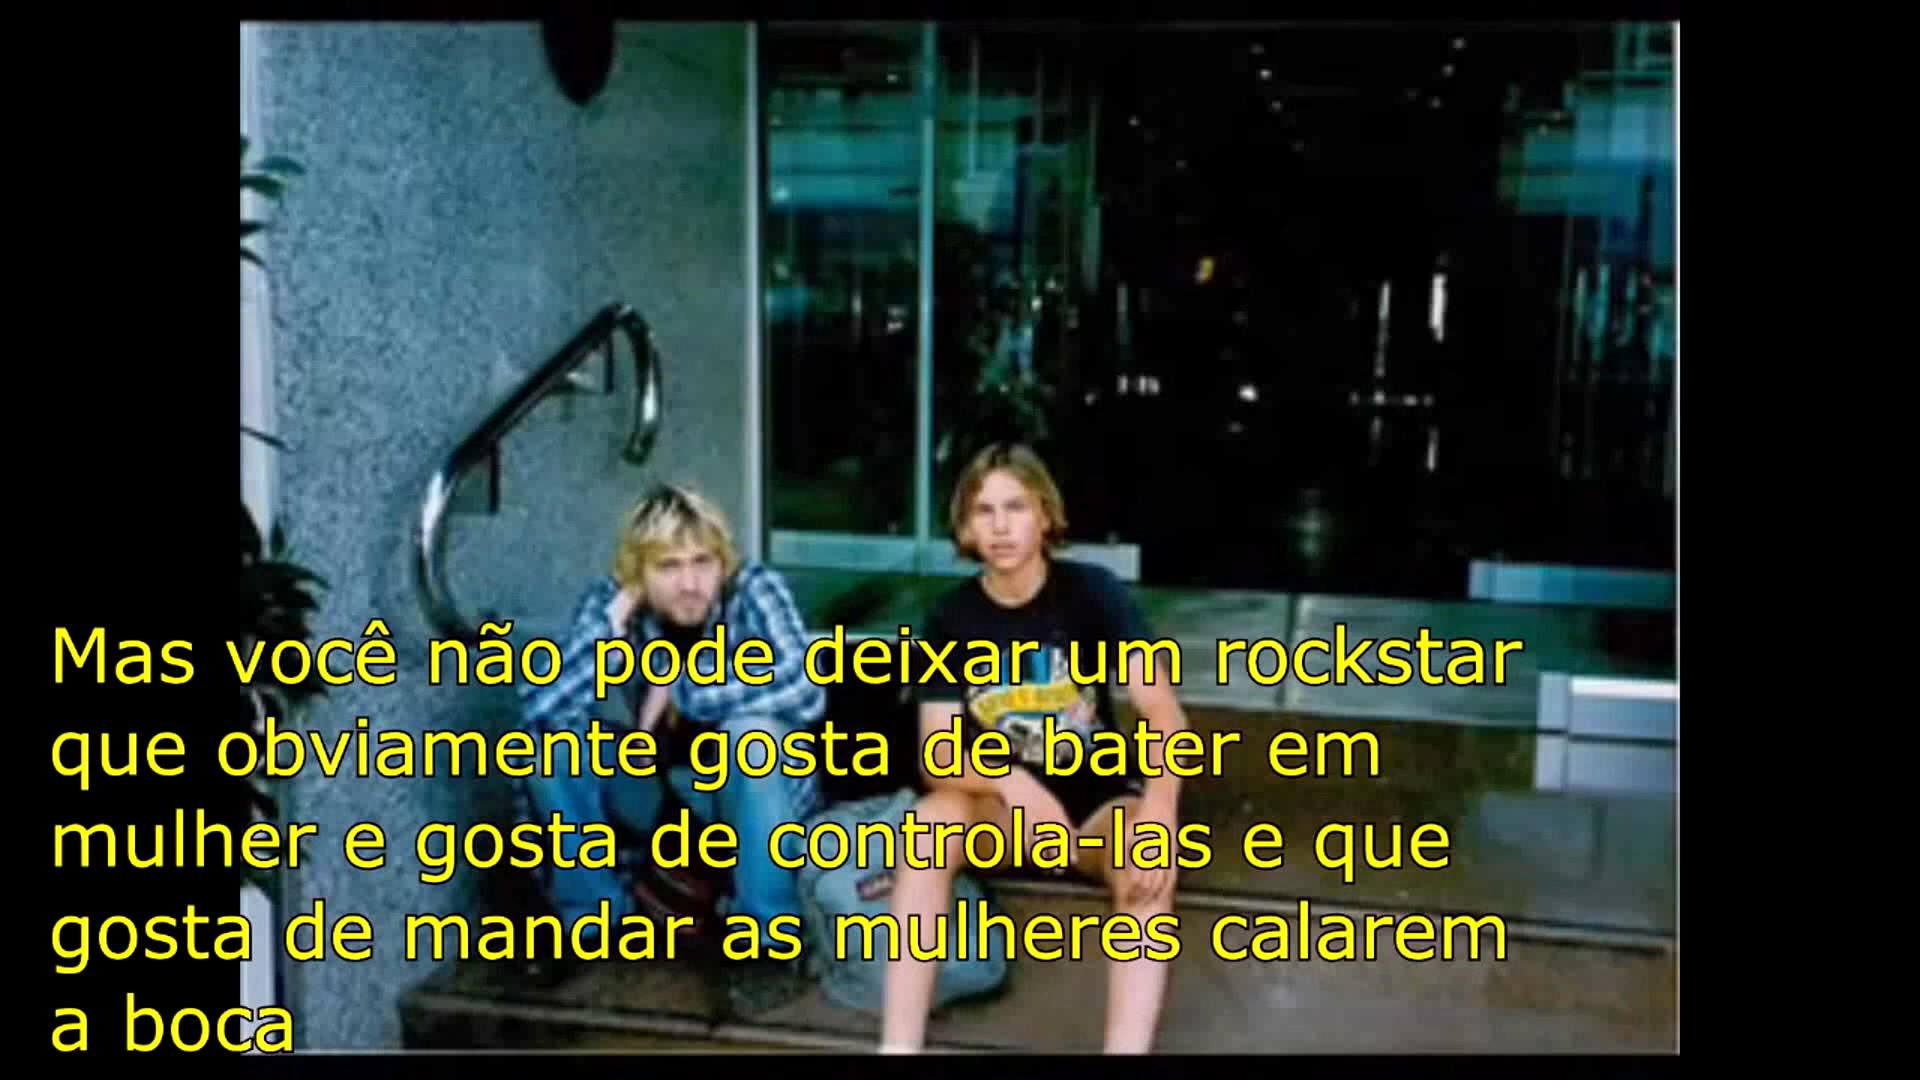 Mas você não pode deixar um rockstar
que obviamente gosta de bater em
mulher e gosta de controla-las e que
gosta de mandar as mulheres calarem
a boca